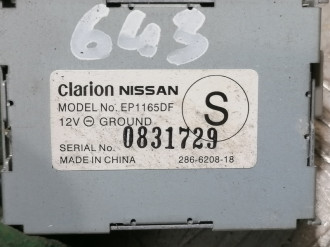 643
Clarion NISSAN
MODEL No. EP1165DF
12V ⊖ GROUND
S
SERIAL No. 0831729
MADE IN CHINA 286-6208-18